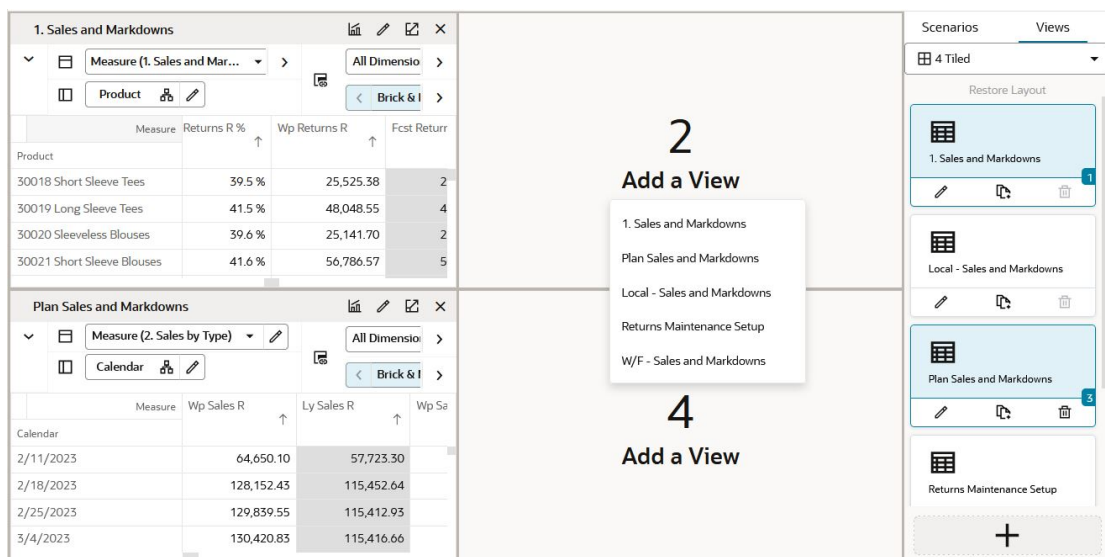 1. Sales and Markdowns
Measure (1. Sales and Mar...
All Dimensio
Product
Brick &
Measure Returns R % Wp Returns R Fcst Returr
Product
30018 Short Sleeve Tees 39.5 % 25,525.38 2
30019 Long Sleeve Tees 41.5 % 48,048.55 4
30020 Sleeveless Blouses 39.6 % 25,141.70 2
30021 Short Sleeve Blouses 41.6 % 56,786.57 5
Plan Sales and Markdowns
Measure (2. Sales by Type)
All Dimensio
Calendar
Brick &
Measure Wp Sales R Ly Sales R Wp Sa
Calendar
2/11/2023 64,650.10 57,723.30
2/18/2023 128,152.43 115,452.64
2/25/2023 129,839.55 115,412.93
3/4/2023 130,420.83 115,416.66
2
Add a View
1. Sales and Markdowns
Plan Sales and Markdowns
Local - Sales and Markdowns
Returns Maintenance Setup
W/F - Sales and Markdowns
4
Add a View
Scenarios Views
4 Tiled
Restore Layout
1. Sales and Markdowns
1
Local - Sales and Markdowns
Plan Sales and Markdowns
3
Returns Maintenance Setup